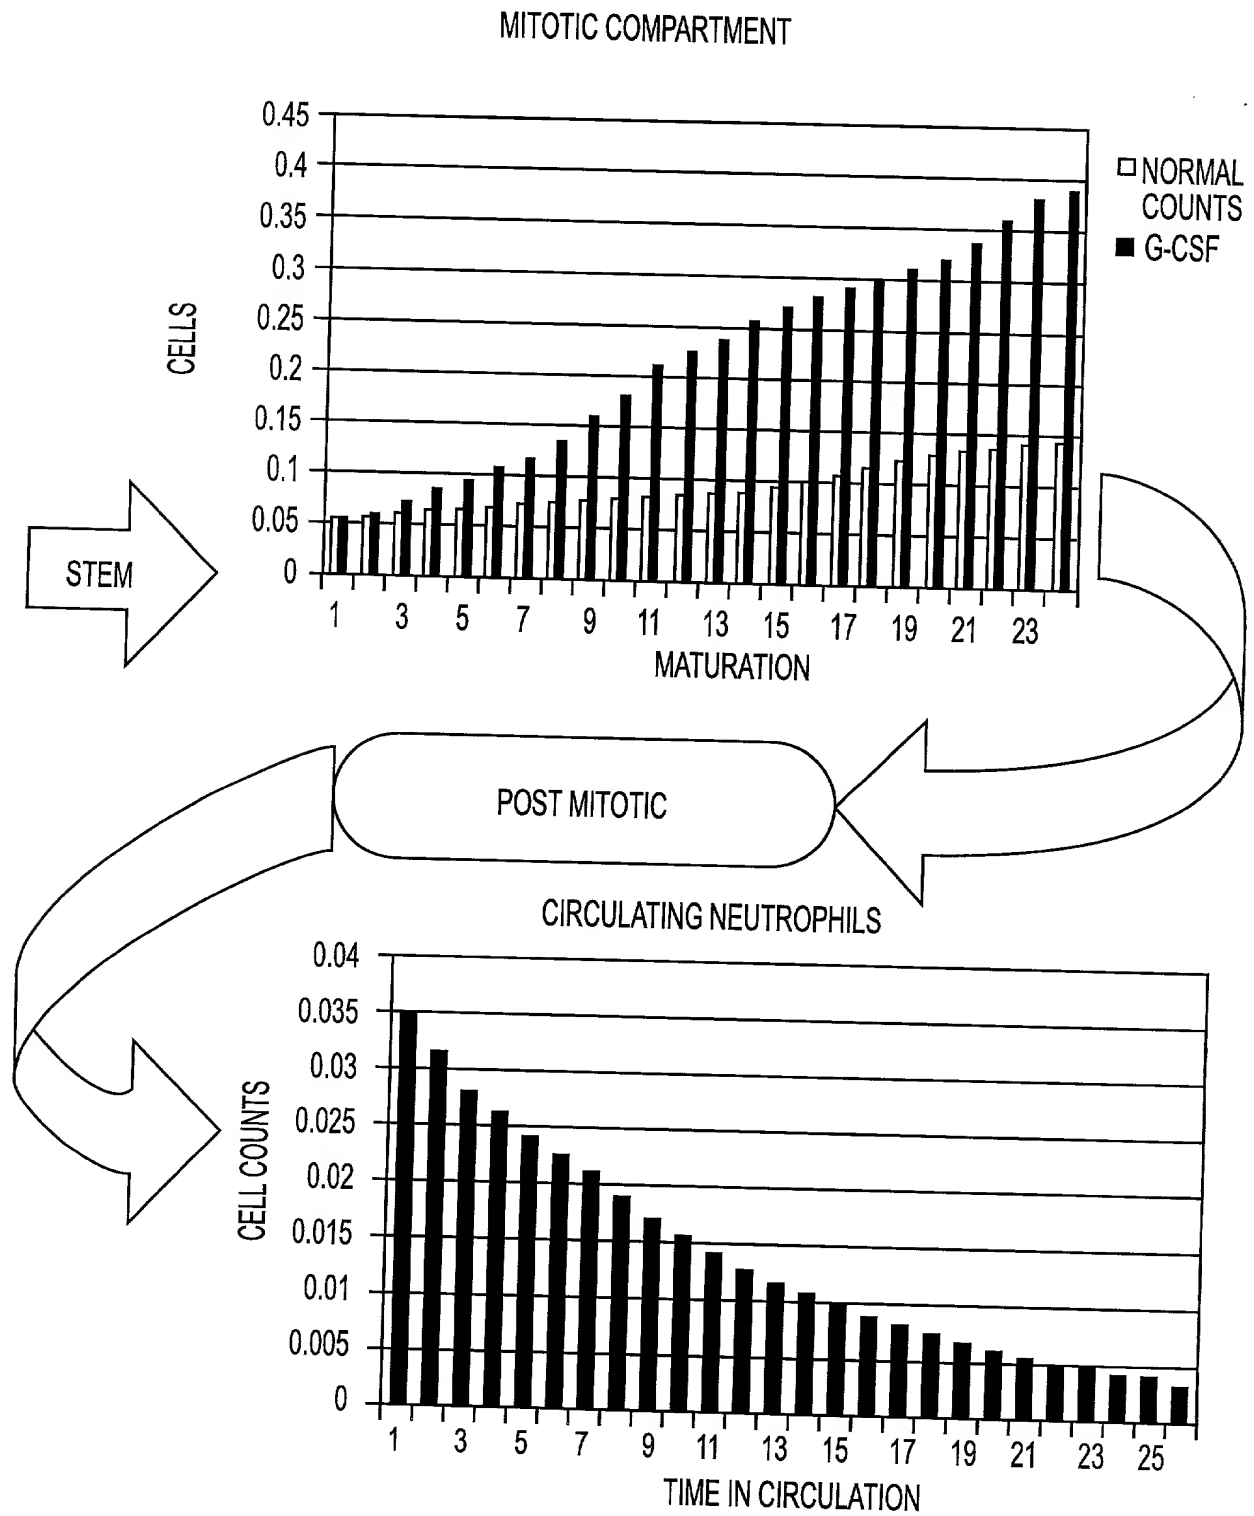 MITOTIC COMPARTMENT
0.45
0.4
0.35
0.3
0.25
0.2
0.15
0.1
0.05
0
CELLS
NORMAL
COUNTS
G-CSF
STEM
1 3 5 7 9 11 13 15 17 19 21 23
MATURATION
POST MITOTIC
CIRCULATING NEUTROPHILS
0.04
0.035
0.03
0.025
0.02
0.015
0.01
0.005
0
CELL COUNTS
1 3 5 7 9 11 13 15 17 19 21 23 25
TIME IN CIRCULATION